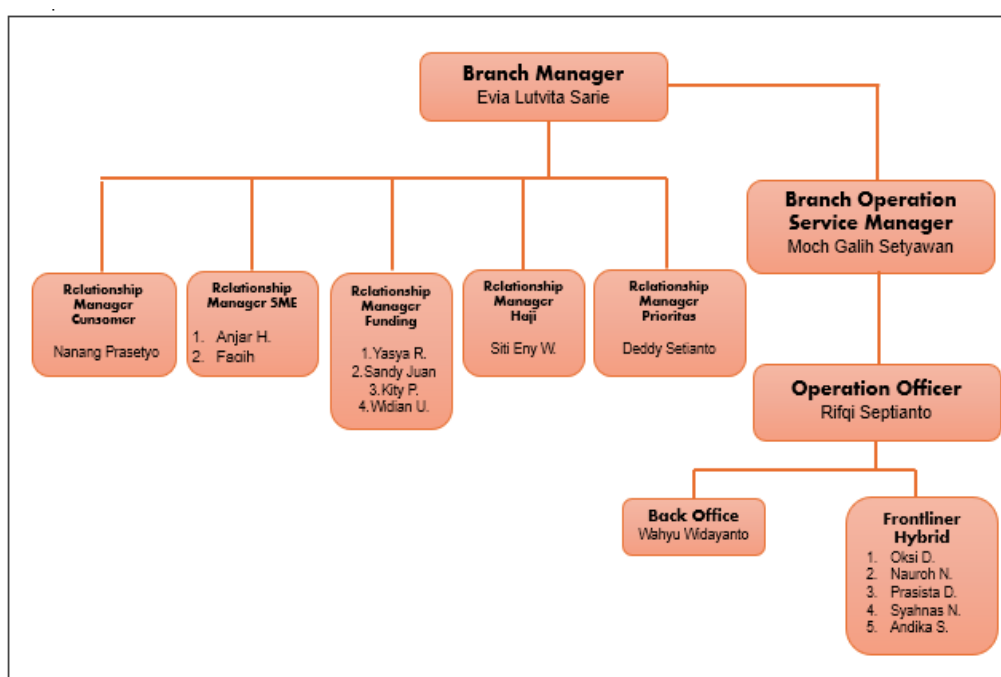 Branch Manager
Evia Lutvita Sarie
Branch Operation
Service Manager
Moch Galih Setyawan
Relationship
Manager
Cunsomer
Nanang Prasetyo
Relationship
Manager SME
1. Anjar H.
2. Faqih
Relationship
Manager
Funding
1.Yasya R.
2.Sandy Juan
3.Kity P.
4.Widian U.
Relationship
Manager
Haji
Siti Eny W.
Relationship
Manager
Prioritas
Deddy Setianto
Operation Officer
Rifqi Septianto
Back Office
Wahyu Widayanto
Frontliner
Hybrid
1. Oksi D.
2. Nauroh N.
3. Prasista D.
4. Syahnas N.
5. Andika S.